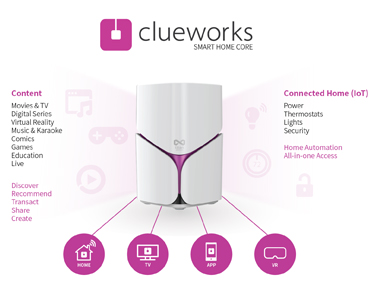 clueworks
SMART HOME CORE
Content
Movies & TV
Digital Series
Virtual Reality
Music & Karaoke
Comics
Games
Education
Live
Discover
Recommend
Transact
Share
Create
Connected Home (IoT)
Power
Thermostats
Lights
Security
Home Automation
All-in-one Access
HOME
TV
APP
VR